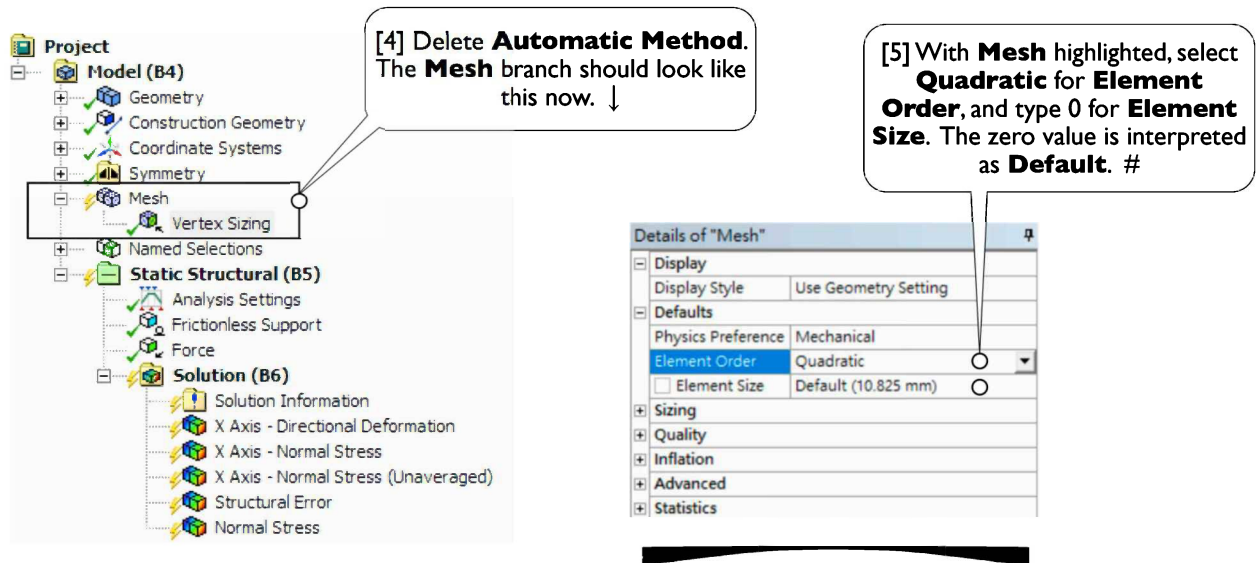 [4] Delete Automatic Method.
The Mesh branch should look like
this now. ↓
[5] With Mesh highlighted, select
Quadratic for Element
Order, and type 0 for Element
Size. The zero value is interpreted
as Default. #
Project
Model (B4)
Geometry
Construction Geometry
Coordinate Systems
Symmetry
Mesh
Vertex Sizing
Named Selections
Static Structural (B5)
Analysis Settings
Frictionless Support
Force
Solution (B6)
Solution Information
X Axis - Directional Deformation
X Axis - Normal Stress
X Axis - Normal Stress (Unaveraged)
Structural Error
Normal Stress
Details of "Mesh"
Display
Display Style Use Geometry Setting
Defaults
Physics Preference Mechanical
Element Order Quadratic
Element Size Default (10.825 mm)
Sizing
Quality
Inflation
Advanced
Statistics